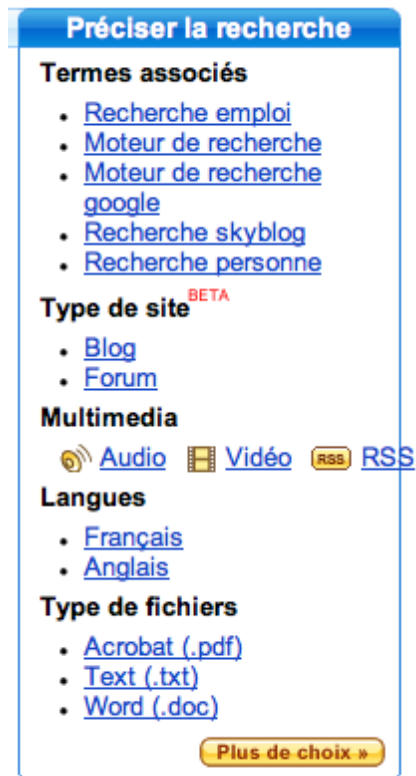 Préciser la recherche
Termes associés
Recherche emploi
Moteur de recherche
Moteur de recherche
google
Recherche skyblog
Recherche personne
Type de site BETA
Blog
Forum
Multimedia
Audio Vidéo RSS RSS
Langues
Français
Anglais
Type de fichiers
Acrobat (.pdf)
Text (.txt)
Word (.doc)
Plus de choix »